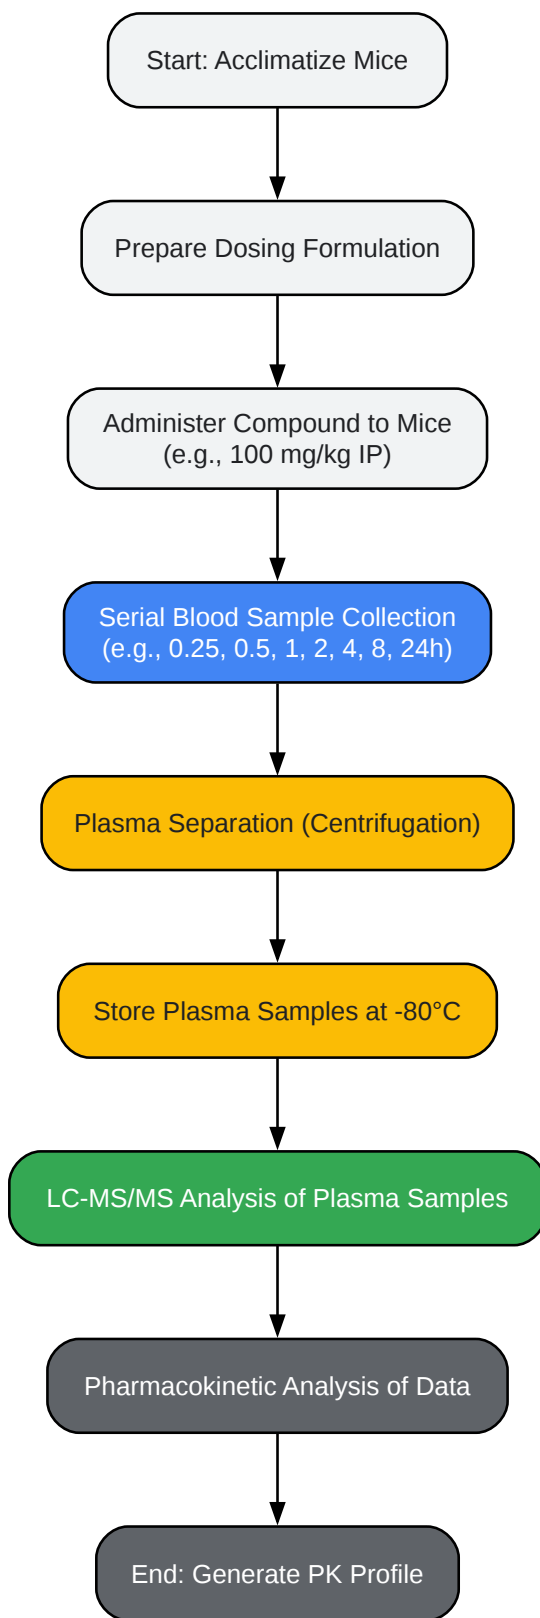 Start: Acclimatize Mice
Prepare Dosing Formulation
Administer Compound to Mice
(e.g., 100 mg/kg IP)
Serial Blood Sample Collection
(e.g., 0.25, 0.5, 1, 2, 4, 8, 24h)
Plasma Separation (Centrifugation)
Store Plasma Samples at -80°C
LC-MS/MS Analysis of Plasma Samples
Pharmacokinetic Analysis of Data
End: Generate PK Profile